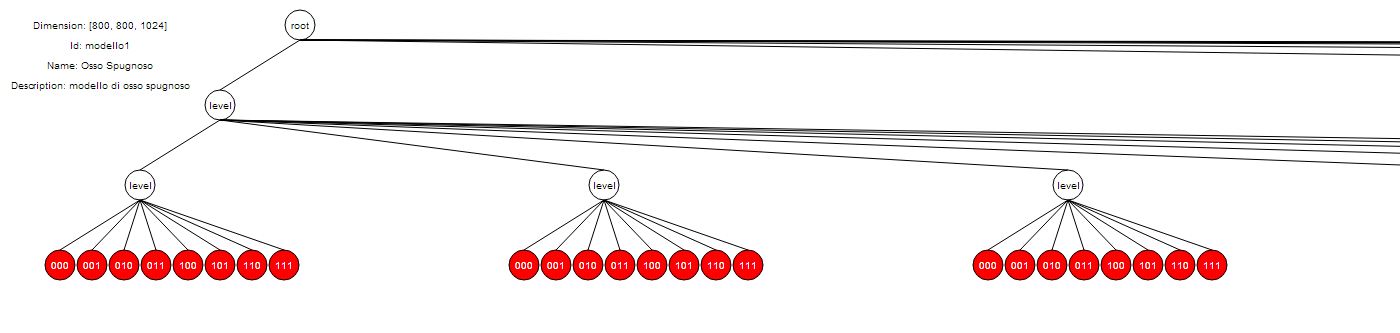 Dimension: [800, 800, 1024]
Id: modello1
Name: Osso Spugnoso
Description: modello di osso spugnoso
root
level
level
level
level
000 001 010 011 100 101 110 111
000 001 010 011 100 101 110 111
000 001 010 011 100 101 110 111